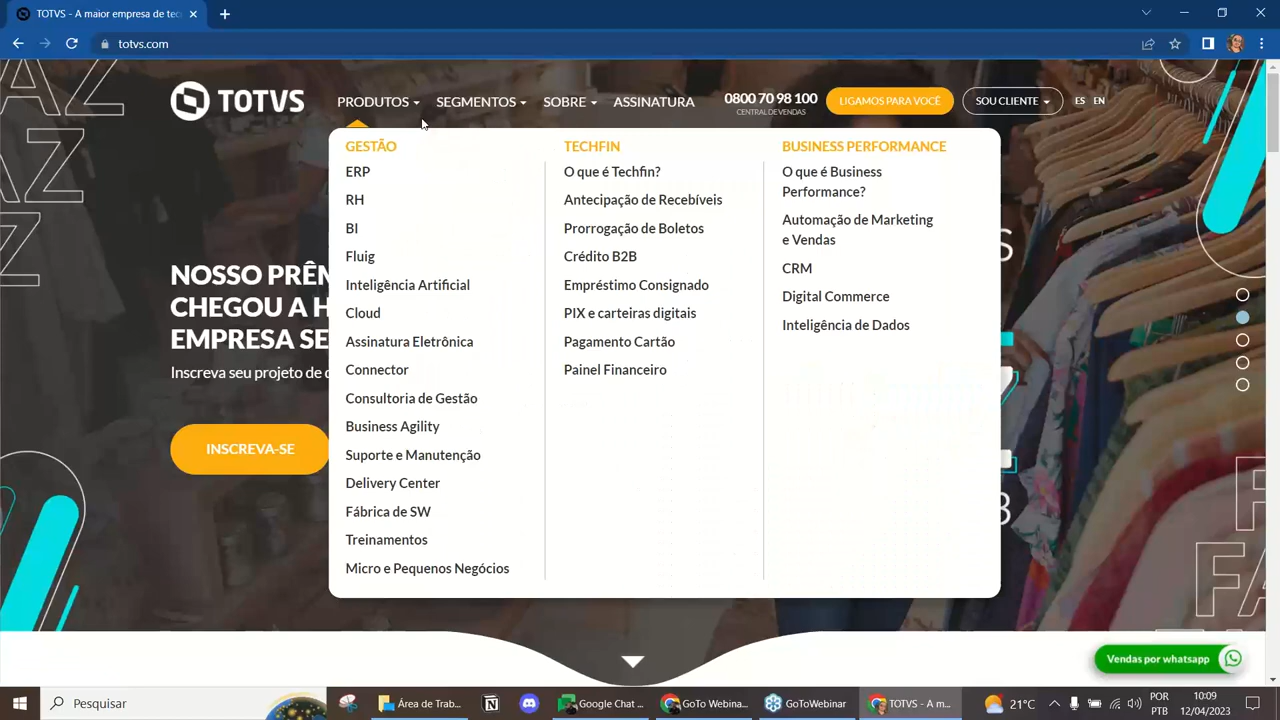 TOTVS - A maior empresa de tec
totvs.com
AZ
AZ
AZ
Z
TOTVS
PRODUTOS
SEGMENTOS
SOBRE
ASSINATURA
0800 70 98 100
CENTRAL DE VENDAS
LIGAMOS PARA VOCÊ
SOU CLIENTE
ES
EN
GESTÃO
ERP
RH
BI
Fluig
Inteligência Artificial
Cloud
Assinatura Eletrônica
Connector
Consultoria de Gestão
Business Agility
Suporte e Manutenção
Delivery Center
Fábrica de SW
Treinamentos
Micro e Pequenos Negócios
TECHFIN
O que é Techfin?
Antecipação de Recebíveis
Prorrogação de Boletos
Crédito B2B
Empréstimo Consignado
PIX e carteiras digitais
Pagamento Cartão
Painel Financeiro
BUSINESS PERFORMANCE
O que é Business
Performance?
Automação de Marketing
e Vendas
CRM
Digital Commerce
Inteligência de Dados
NOSSO PRÊM
CHEGOU A H
EMPRESA SE
Inscreva seu projeto de
INSCREVA-SE
S
7
3
F
FA
Vendas por whatsapp
Pesquisar
Área de Trab...
Google Chat ...
GoTo Webina...
GoToWebinar
TOTVS - A m...
21°C
POR
PTB
10:09
12/04/2023